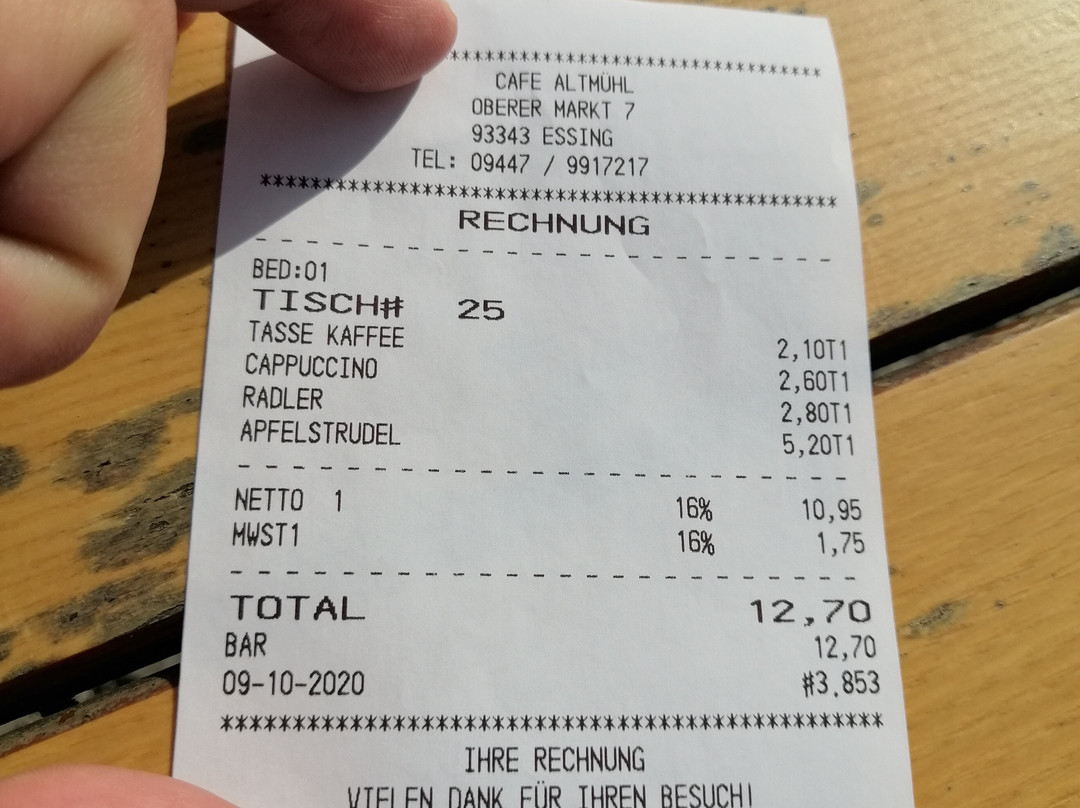 ****************************************
CAFE ALTMÜHL
OBERER MARKT 7
93343 ESSING
TEL: 09447 / 9917217
****************************************
RECHNUNG
- - - - - - - - - - - - - - - - - - - -
BED:01
TISCH# 25
TASSE KAFFEE 2,10T1
CAPPUCCINO 2,60T1
RADLER 2,80T1
APFELSTRUDEL 5,20T1
- - - - - - - - - - - - - - - - - - - -
NETTO 1 16% 10,95
MWST1 16% 1,75
- - - - - - - - - - - - - - - - - - - -
TOTAL 12,70
BAR 12,70
09-10-2020 #3.853
****************************************
IHRE RECHNUNG
VIELEN DANK FÜR IHREN BESUCH!